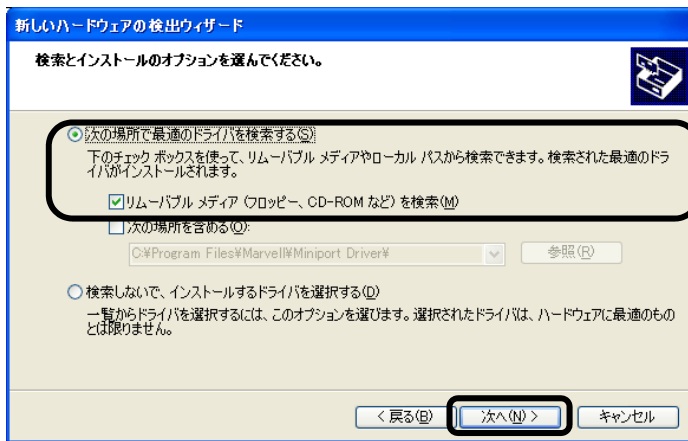 新しいハードウェアの検出ウィザード
検索とインストールのオプションを選んでください。
次の場所で最適のドライバを検索する(S)
下のチェック ボックスを使って、リムーバブル メディアやローカル パスから検索できます。検索された最適のドラ
イバがインストールされます。
リムーバブル メディア (フロッピー、CD-ROM など) を検索(M)
次の場所を含める(O):
C:¥Program Files¥Marvell¥Miniport Driver¥
参照(R)
検索しないで、インストールするドライバを選択する(D)
一覧からドライバを選択するには、このオプションを選びます。選択されたドライバは、ハードウェアに最適のもの
とは限りません。
< 戻る(B)
次へ(N) >
キャンセル